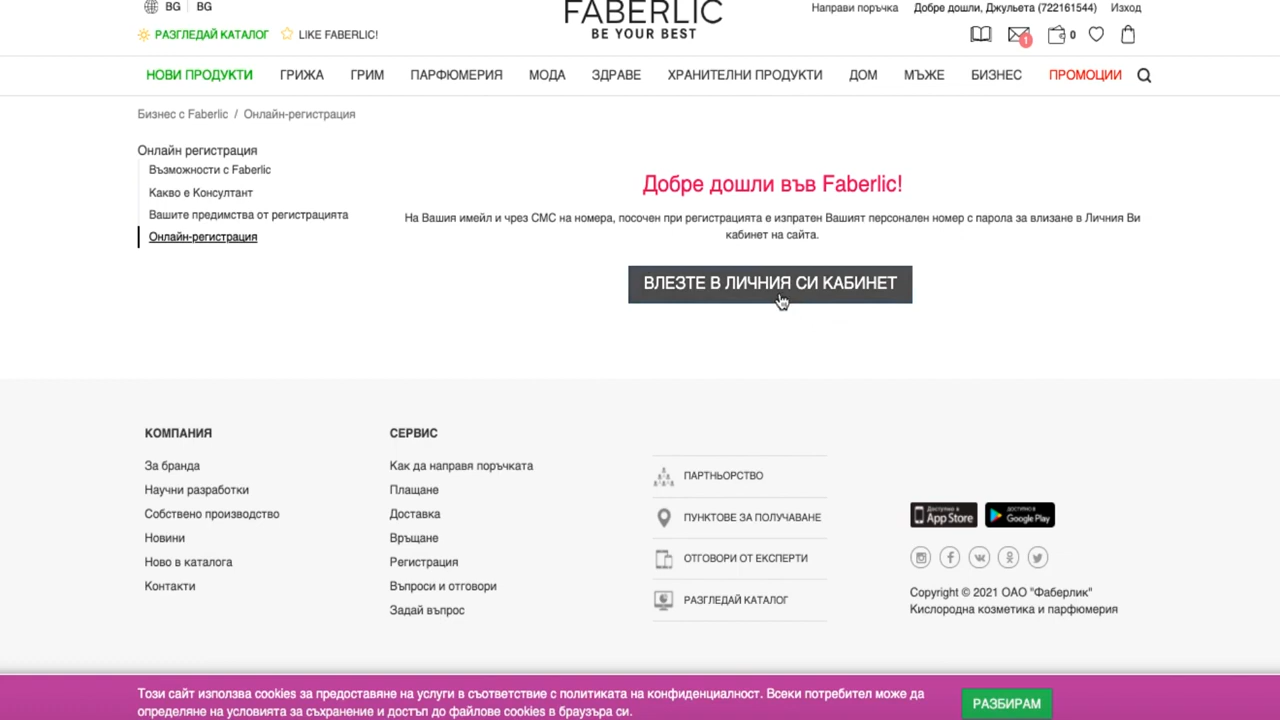 BG BG
FABERLIC
BE YOUR BEST
Направи поръчка Добре дошли, Джульета (722161544) Изход
РАЗГЛЕДАЙ КАТАЛОГ LIKE FABERLIC!
1 0
НОВИ ПРОДУКТИ ГРИЖА ГРИМ ПАРФЮМЕРИЯ МОДА ЗДРАВЕ ХРАНИТЕЛНИ ПРОДУКТИ ДОМ МЪЖЕ БИЗНЕС ПРОМОЦИИ
Бизнес с Faberlic / Онлайн-регистрация
Онлайн регистрация
Възможности с Faberlic
Какво е Консултант
Вашите предимства от регистрацията
Онлайн-регистрация
Добре дошли във Faberlic!
На Вашия имейл и чрез СМС на номера, посочен при регистрацията е изпратен Вашият персонален номер с парола за влизане в Личния Ви
кабинет на сайта.
ВЛЕЗТЕ В ЛИЧНИЯ СИ КАБИНЕТ
КОМПАНИЯ
За бранда
Научни разработки
Собствено производство
Новини
Ново в каталога
Контакти
СЕРВИС
Как да направя поръчката
Плащане
Доставка
Връщане
Регистрация
Въпроси и отговори
Задай въпрос
ПАРТНЬОРСТВО
ПУНКТОВЕ ЗА ПОЛУЧАВАНЕ
ОТГОВОРИ ОТ ЕКСПЕРТИ
РАЗГЛЕДАЙ КАТАЛОГ
Доступно в
App Store
ДОСТУПНО В
Google Play
Copyright © 2021 ОАО "Фаберлик"
Кислородна козметика и парфюмерия
Този сайт използва cookies за предоставяне на услуги в съответствие с политиката на конфиденциалност. Всеки потребител може да
определяне на условията за съхранение и достъп до файлове cookies в браузъра си.
РАЗБИРАМ